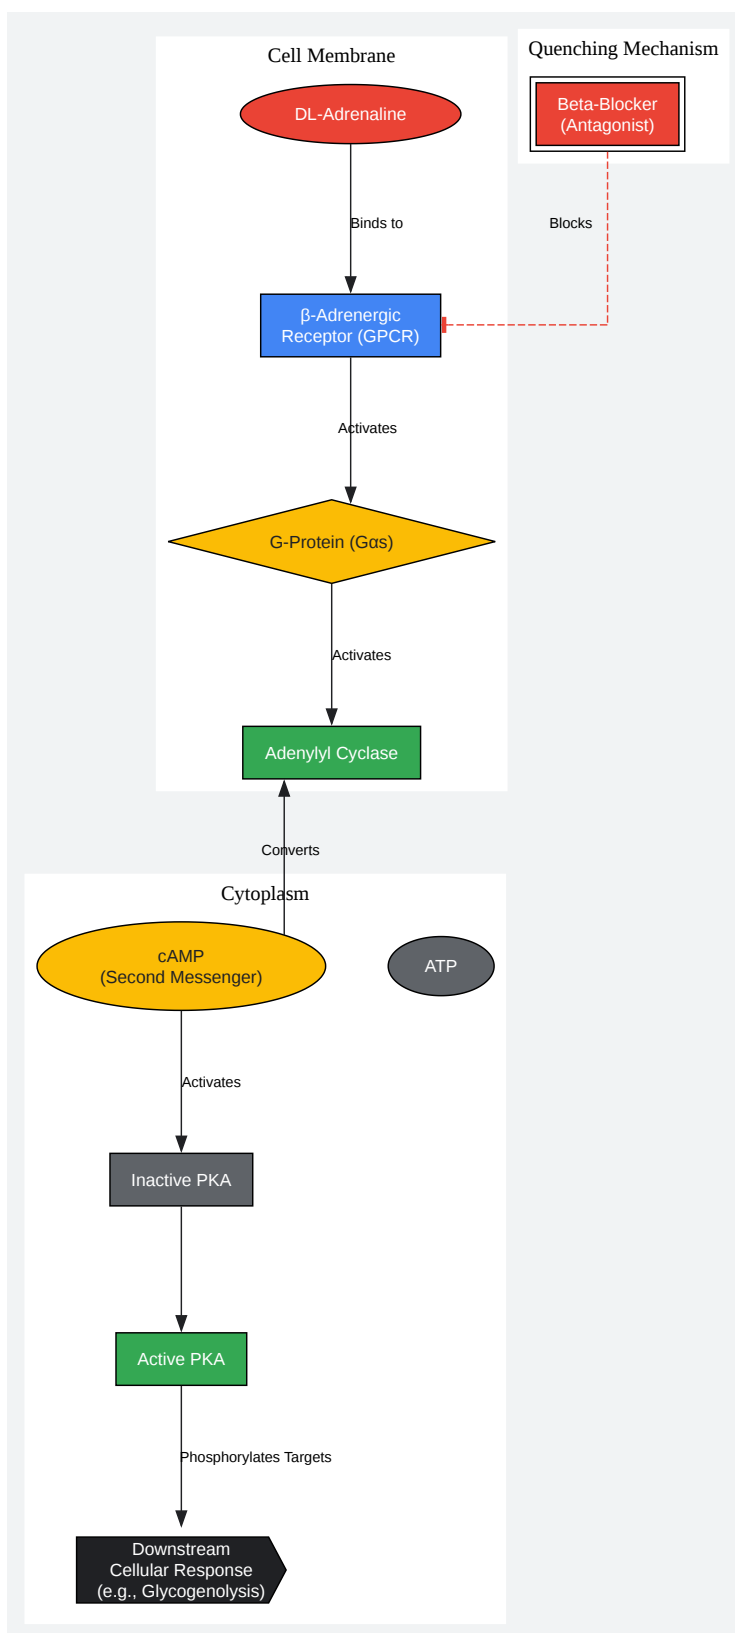 Cell Membrane
Quenching Mechanism
DL-Adrenaline
Beta-Blocker
(Antagonist)
Binds to
Blocks
β-Adrenergic
Receptor (GPCR)
Activates
G-Protein (Gαs)
Activates
Adenylyl Cyclase
Converts
Cytoplasm
cAMP
(Second Messenger)
ATP
Activates
Inactive PKA
Active PKA
Phosphorylates Targets
Downstream
Cellular Response
(e.g., Glycogenolysis)